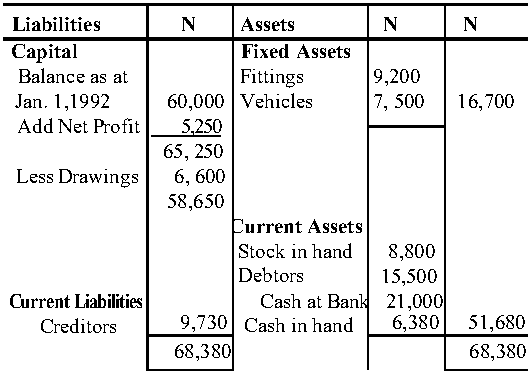 Liabilities N Assets N N
Capital Fixed Assets
Balance as at Fittings 9,200
Jan. 1,1992 60,000 Vehicles 7, 500 16,700
Add Net Profit 5,250
65, 250
Less Drawings 6, 600
58,650
Current Assets
Stock in hand 8,800
Debtors 15,500
Current Liabilities Cash at Bank 21,000
Creditors 9,730 Cash in hand 6,380 51,680
68,380 68,380